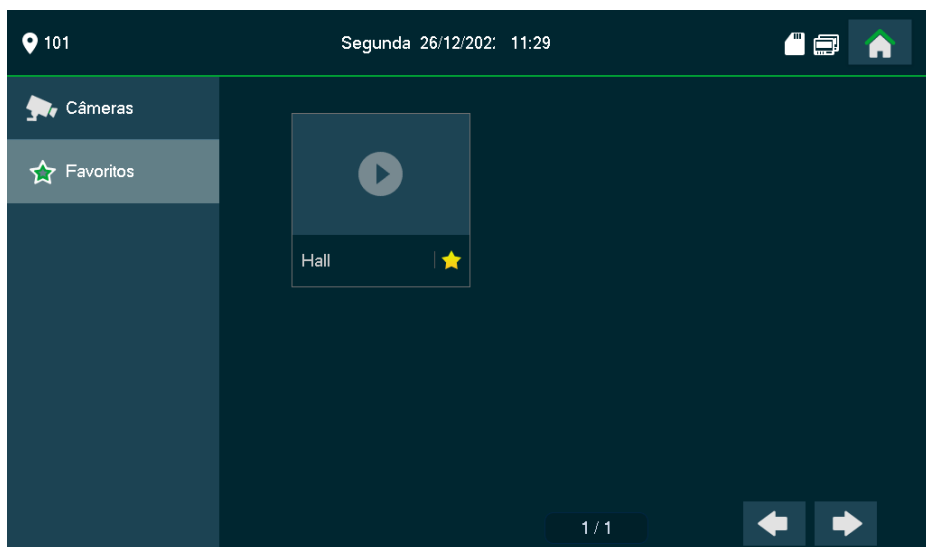 101
Segunda 26/12/202: 11:29
Câmeras
Favoritos
Hall
1 / 1